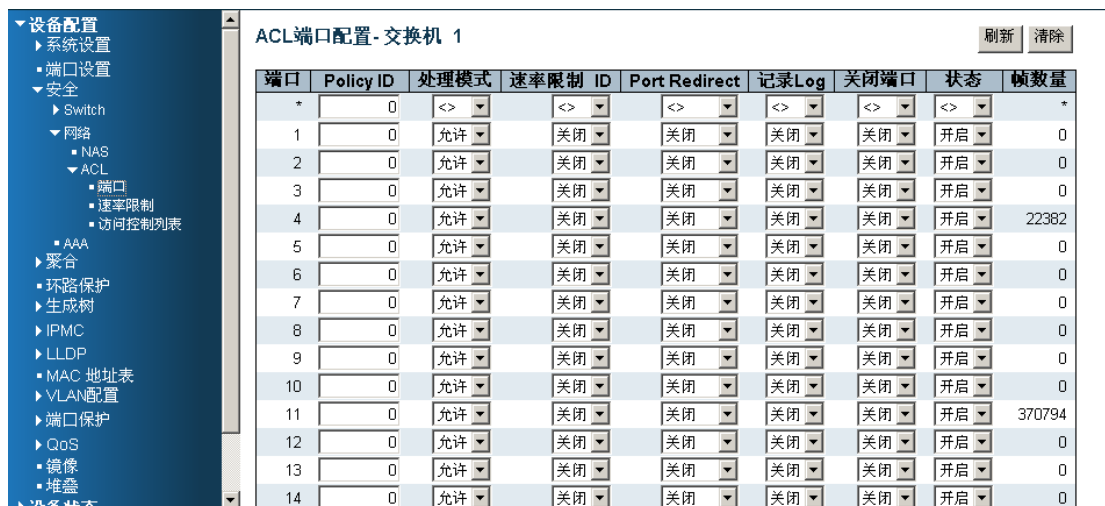 设备配置
系统设置
端口设置
安全
Switch
网络
NAS
ACL
端口
速率限制
访问控制列表
AAA
聚合
环路保护
生成树
IPMC
LLDP
MAC 地址表
VLAN配置
端口保护
QoS
镜像
堆叠
设备状态
ACL端口配置-交换机 1
刷新 清除
端口 Policy ID 处理模式 速率限制 ID Port Redirect 记录Log 关闭端口 状态 帧数量
* 0 <> <> <> <> <> <> *
1 0 允许 关闭 关闭 关闭 关闭 开启 0
2 0 允许 关闭 关闭 关闭 关闭 开启 0
3 0 允许 关闭 关闭 关闭 关闭 开启 0
4 0 允许 关闭 关闭 关闭 关闭 开启 22382
5 0 允许 关闭 关闭 关闭 关闭 开启 0
6 0 允许 关闭 关闭 关闭 关闭 开启 0
7 0 允许 关闭 关闭 关闭 关闭 开启 0
8 0 允许 关闭 关闭 关闭 关闭 开启 0
9 0 允许 关闭 关闭 关闭 关闭 开启 0
10 0 允许 关闭 关闭 关闭 关闭 开启 0
11 0 允许 关闭 关闭 关闭 关闭 开启 370794
12 0 允许 关闭 关闭 关闭 关闭 开启 0
13 0 允许 关闭 关闭 关闭 关闭 开启 0
14 0 允许 关闭 关闭 关闭 关闭 开启 0